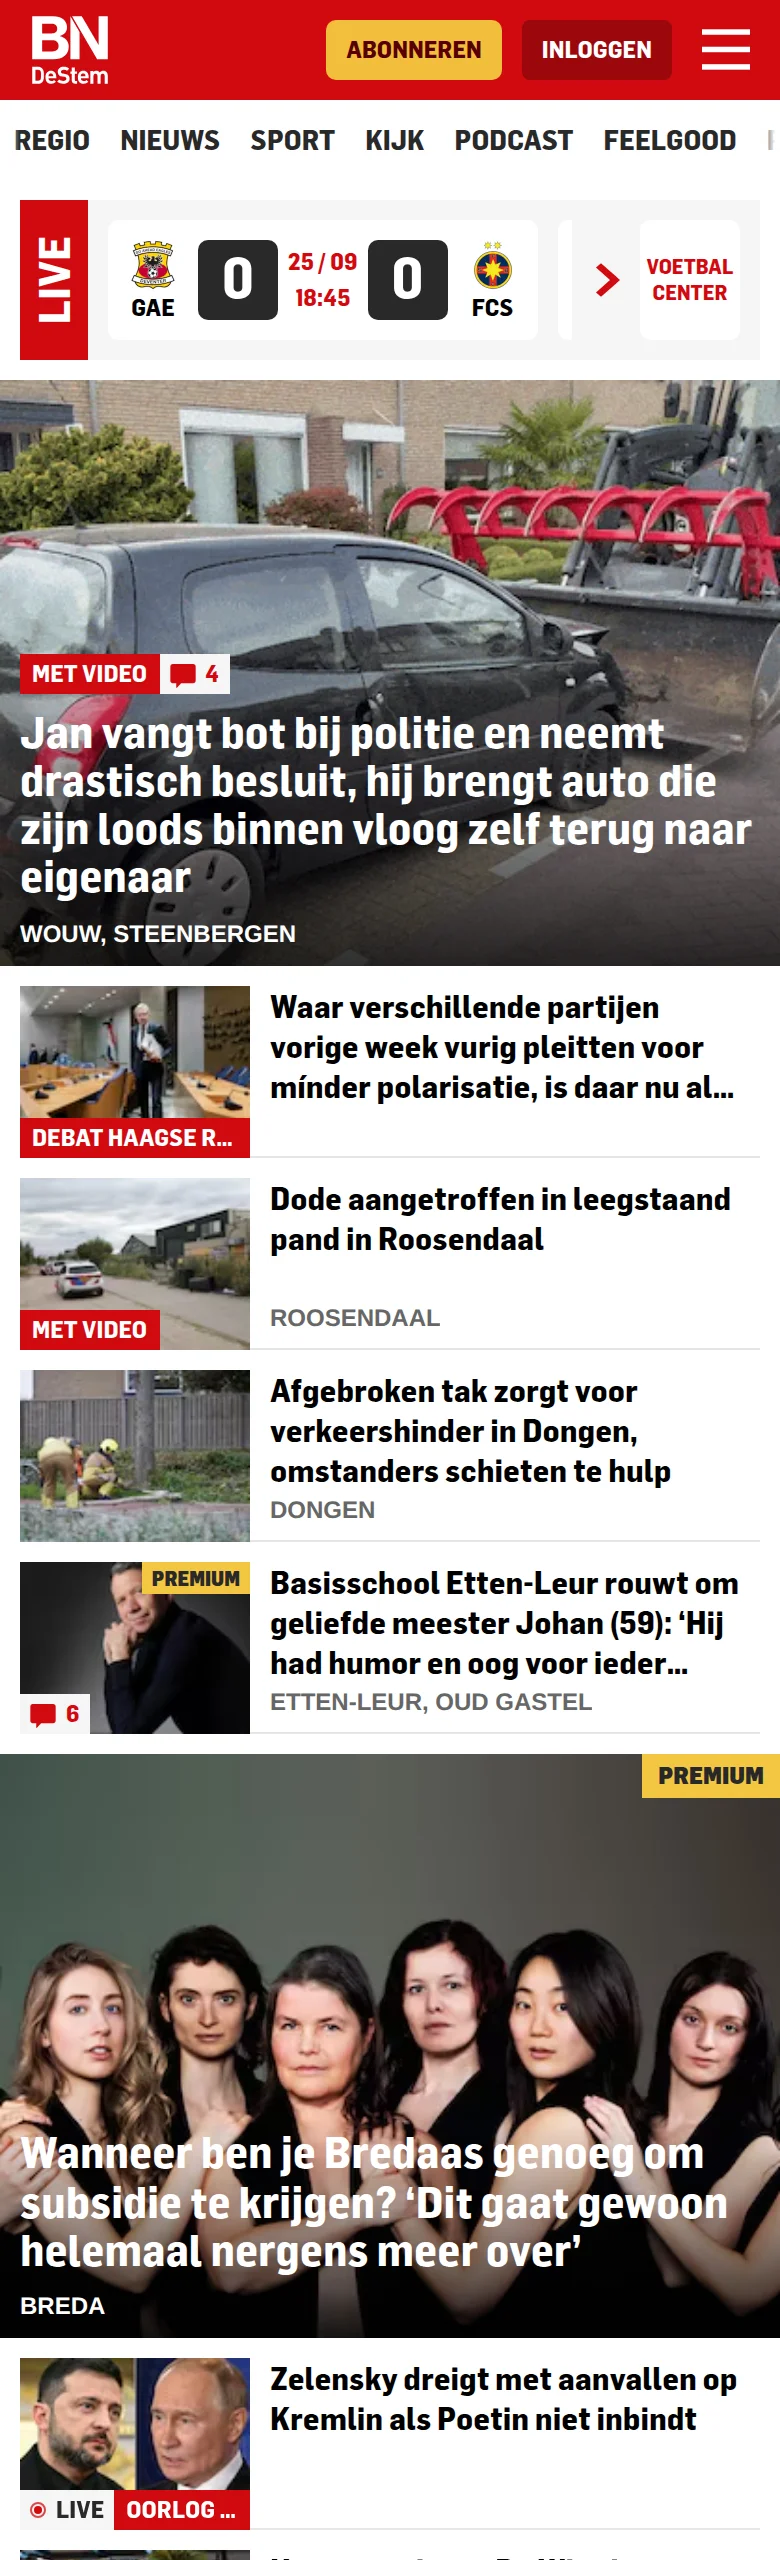 BN
DeStem
ABONNEREN
INLOGGEN
REGIO NIEUWS SPORT KIJK PODCAST FEELGOOD
LIVE
GAE
0
25 / 09
18:45
0
FCS
VOETBAL
CENTER
MET VIDEO
4
Jan vangt bot bij politie en neemt
drastisch besluit, hij brengt auto die
zijn loods binnen vloog zelf terug naar
eigenaar
WOUW, STEENBERGEN
Waar verschillende partijen
vorige week vurig pleitten voor
mínder polarisatie, is daar nu al...
DEBAT HAAGSE R...
Dode aangetroffen in leegstaand
pand in Roosendaal
MET VIDEO
ROOSENDAAL
Afgebroken tak zorgt voor
verkeershinder in Dongen,
omstanders schieten te hulp
DONGEN
PREMIUM
Basisschool Etten-Leur rouwt om
geliefde meester Johan (59): ‘Hij
had humor en oog voor ieder...
6
ETTEN-LEUR, OUD GASTEL
PREMIUM
Wanneer ben je Bredaas genoeg om
subsidie te krijgen? ‘Dit gaat gewoon
helemaal nergens meer over’
BREDA
Zelensky dreigt met aanvallen op
Kremlin als Poetin niet inbindt
LIVE
OORLOG ...